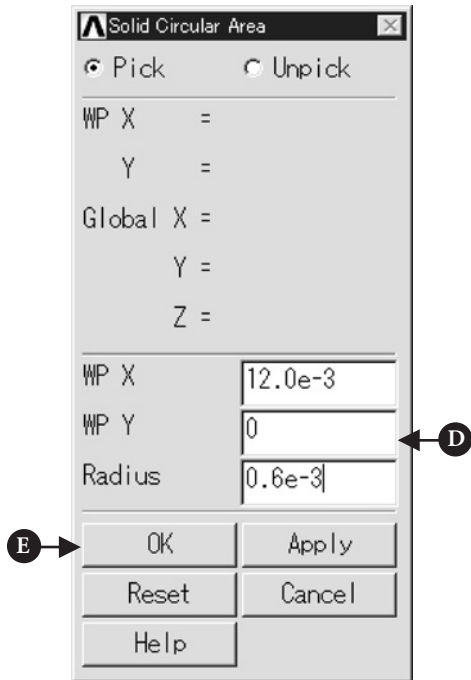 Solid Circular Area
Pick Unpick
WP X =
Y =
Global X =
Y =
Z =
WP X 12.0e-3
WP Y 0
D
Radius 0.6e-3
E
OK Apply
Reset Cancel
Help